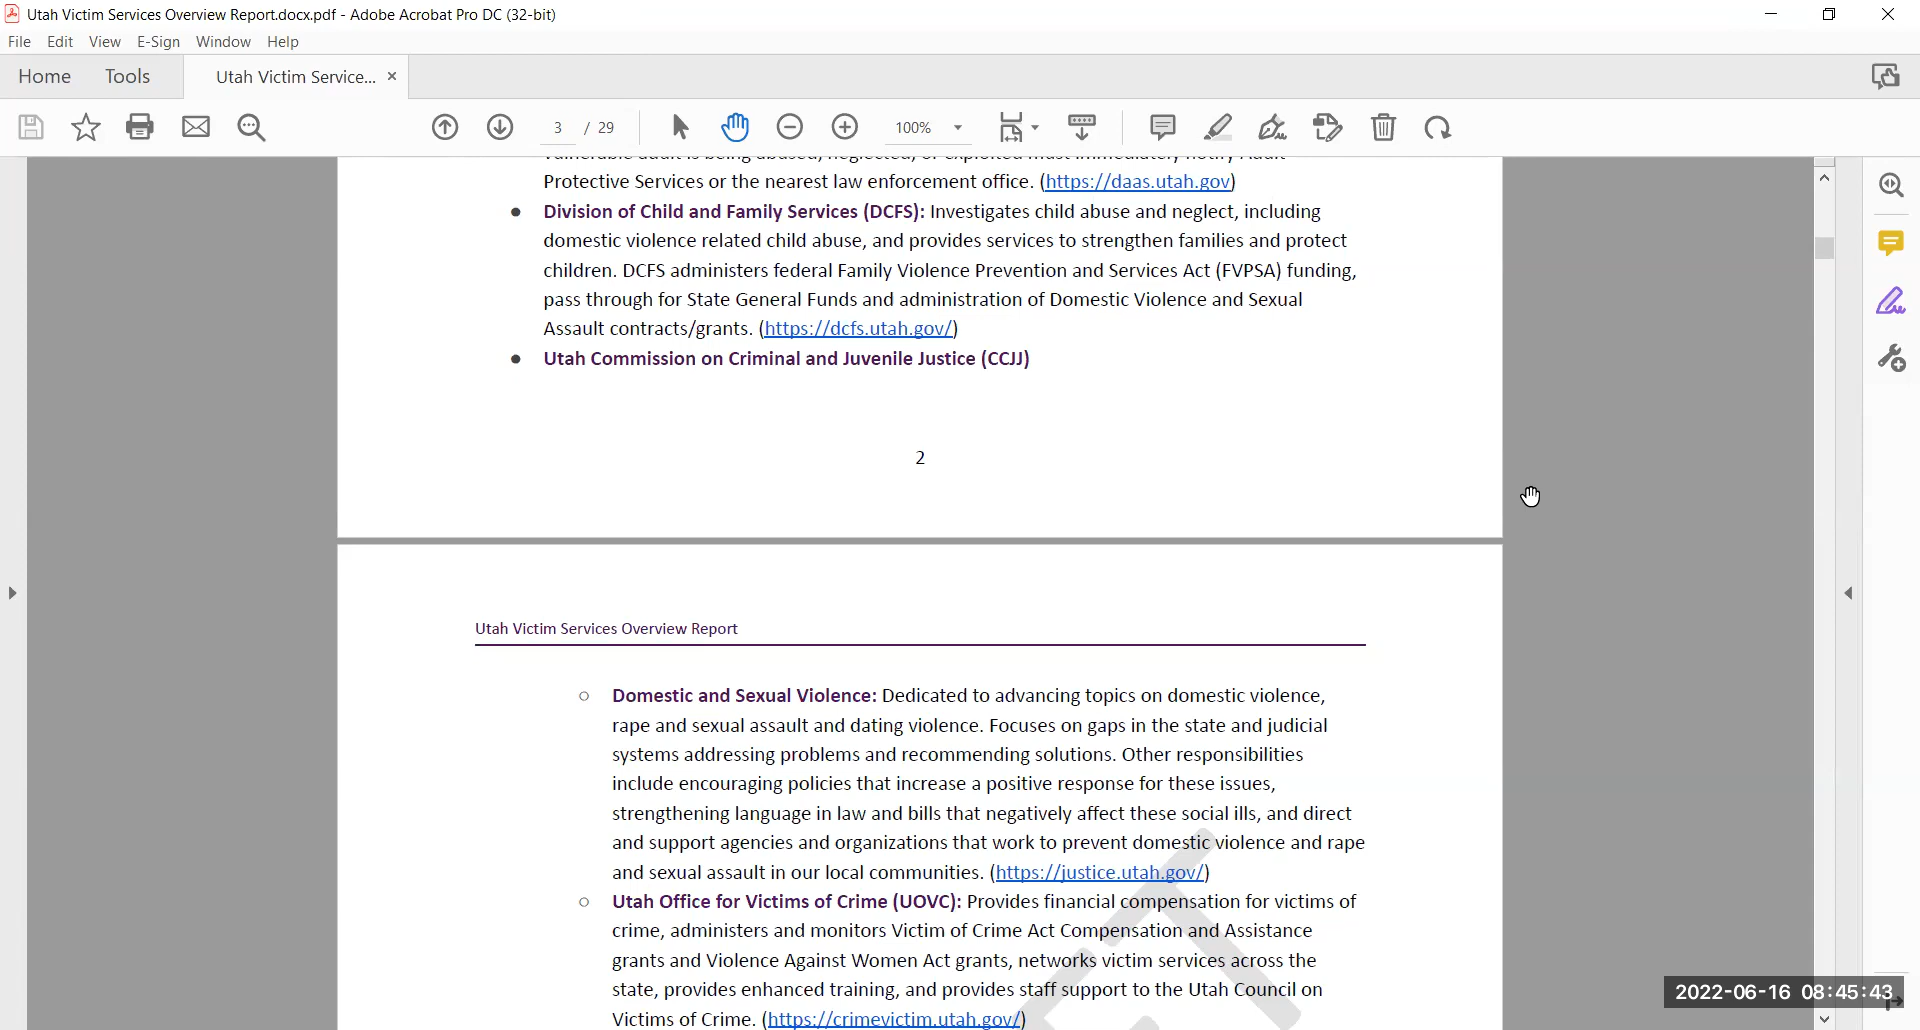 Utah Victim Services Overview Report.docx.pdf - Adobe Acrobat Pro DC (32-bit)
File Edit View E-Sign Window Help
Home Tools Utah Victim Service... ×
3 / 29 100%
Protective Services or the nearest law enforcement office. (https://daas.utah.gov)
● Division of Child and Family Services (DCFS): Investigates child abuse and neglect, including
domestic violence related child abuse, and provides services to strengthen families and protect
children. DCFS administers federal Family Violence Prevention and Services Act (FVPSA) funding,
pass through for State General Funds and administration of Domestic Violence and Sexual
Assault contracts/grants. (https://dcfs.utah.gov/)
● Utah Commission on Criminal and Juvenile Justice (CCJJ)
2
Utah Victim Services Overview Report
○ Domestic and Sexual Violence: Dedicated to advancing topics on domestic violence,
rape and sexual assault and dating violence. Focuses on gaps in the state and judicial
systems addressing problems and recommending solutions. Other responsibilities
include encouraging policies that increase a positive response for these issues,
strengthening language in law and bills that negatively affect these social ills, and direct
and support agencies and organizations that work to prevent domestic violence and rape
and sexual assault in our local communities. (https://justice.utah.gov/)
○ Utah Office for Victims of Crime (UOVC): Provides financial compensation for victims of
crime, administers and monitors Victim of Crime Act Compensation and Assistance
grants and Violence Against Women Act grants, networks victim services across the
state, provides enhanced training, and provides staff support to the Utah Council on
Victims of Crime. (https://crimevictim.utah.gov/)
2022-06-16 08:45:43